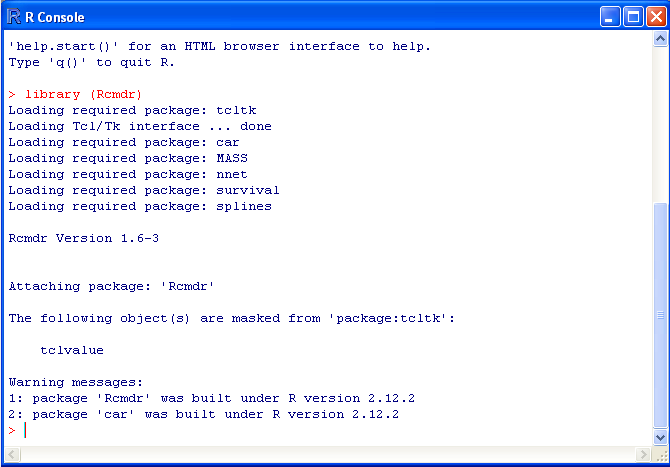 R Console
'help.start()' for an HTML browser interface to help.
Type 'q()' to quit R.
> library (Rcmdr)
Loading required package: tcltk
Loading Tcl/Tk interface ... done
Loading required package: car
Loading required package: MASS
Loading required package: nnet
Loading required package: survival
Loading required package: splines
Rcmdr Version 1.6-3
Attaching package: 'Rcmdr'
The following object(s) are masked from 'package:tcltk':
tclvalue
Warning messages:
1: package 'Rcmdr' was built under R version 2.12.2
2: package 'car' was built under R version 2.12.2
>